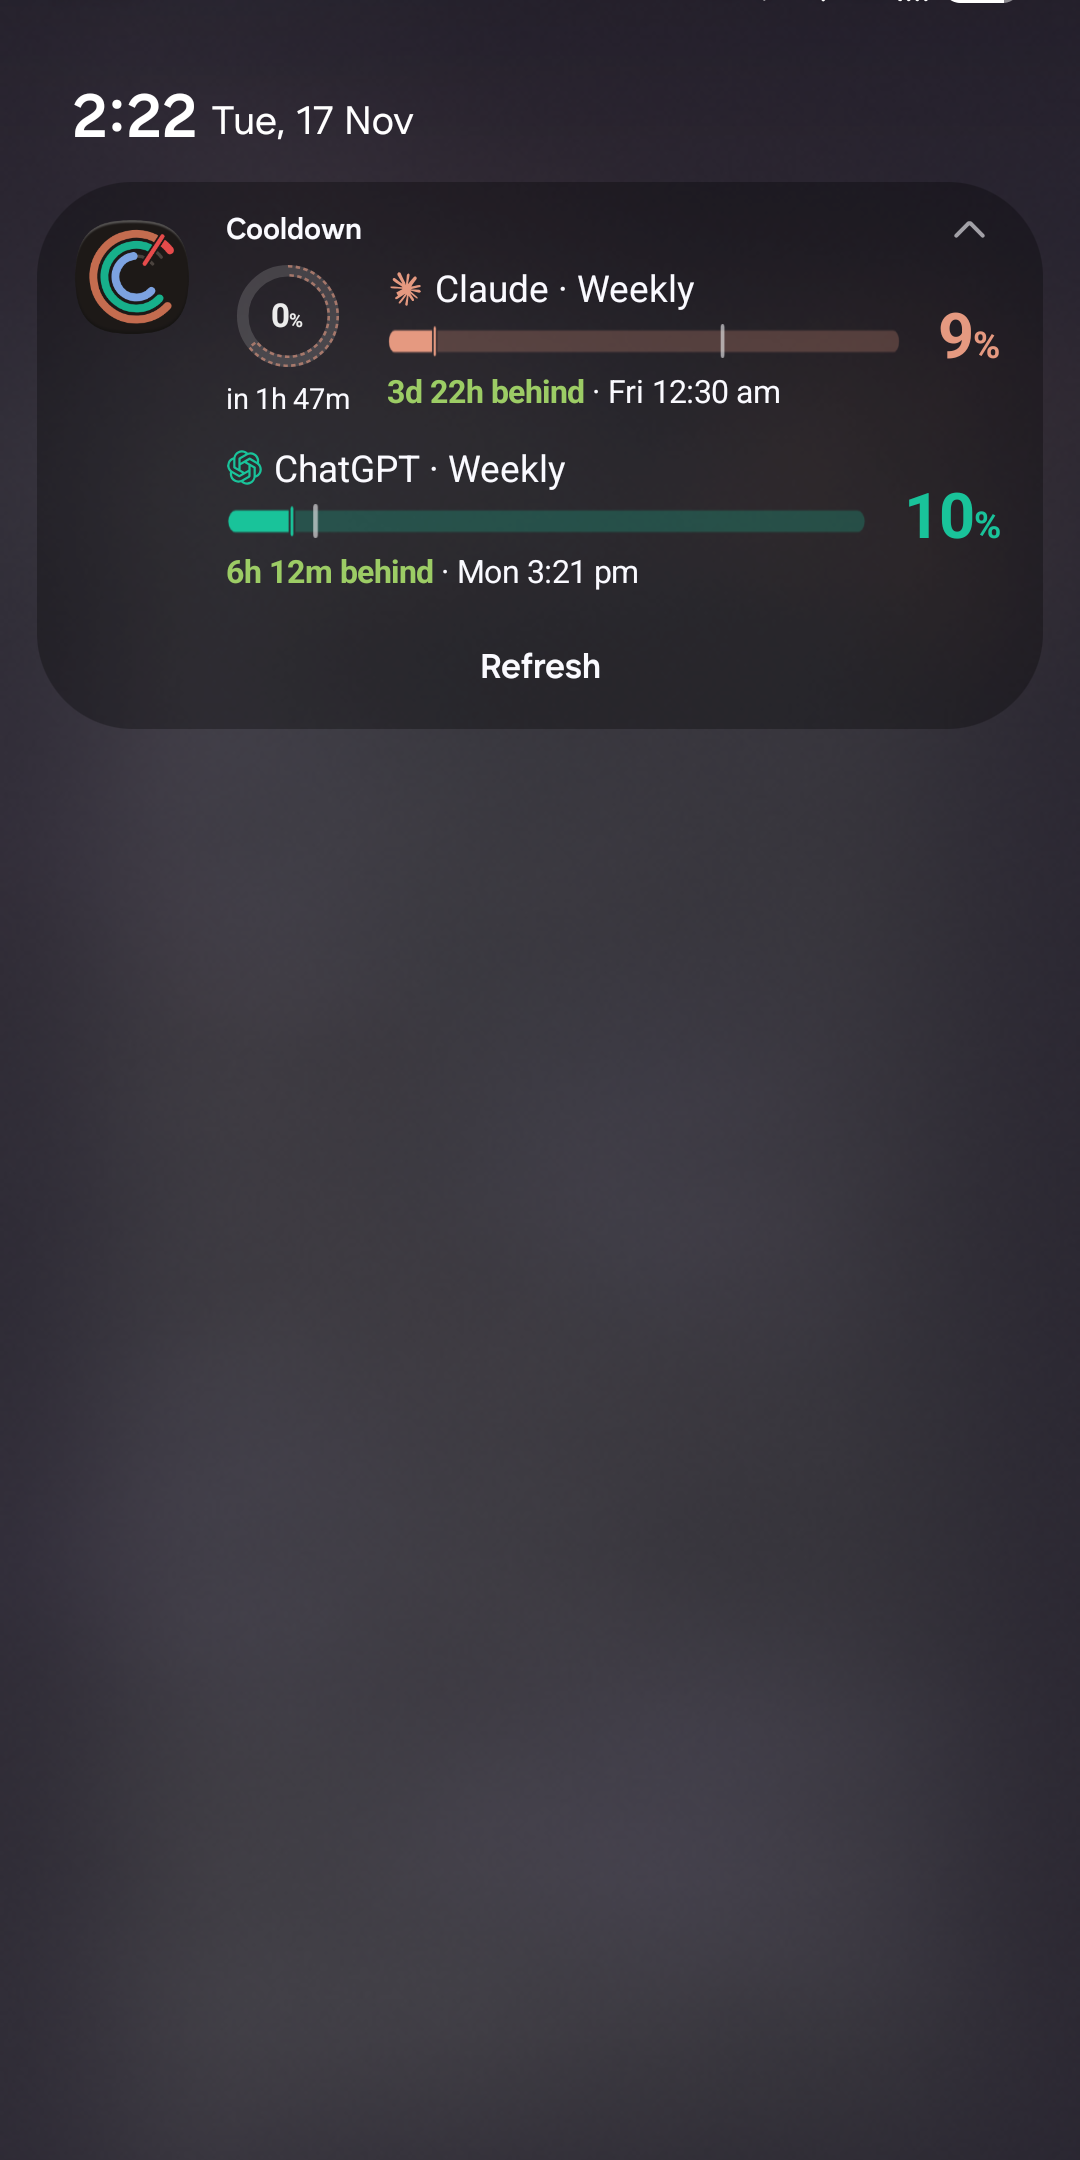 2:22 Tue, 17 Nov
Cooldown
0%
in 1h 47m
Claude · Weekly
9%
3d 22h behind · Fri 12:30 am
ChatGPT · Weekly
10%
6h 12m behind · Mon 3:21 pm
Refresh